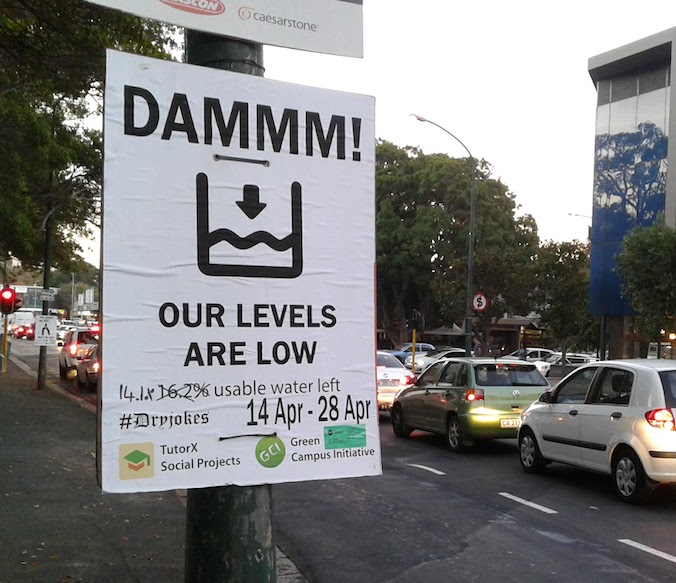 caesarstone
DAMMM!
OUR LEVELS
ARE LOW
14.1% 16.2% usable water left
#Dryjokes
14 Apr - 28 Apr
TutorX
Social Projects
GCI
Green
Campus Initiative
$
CA